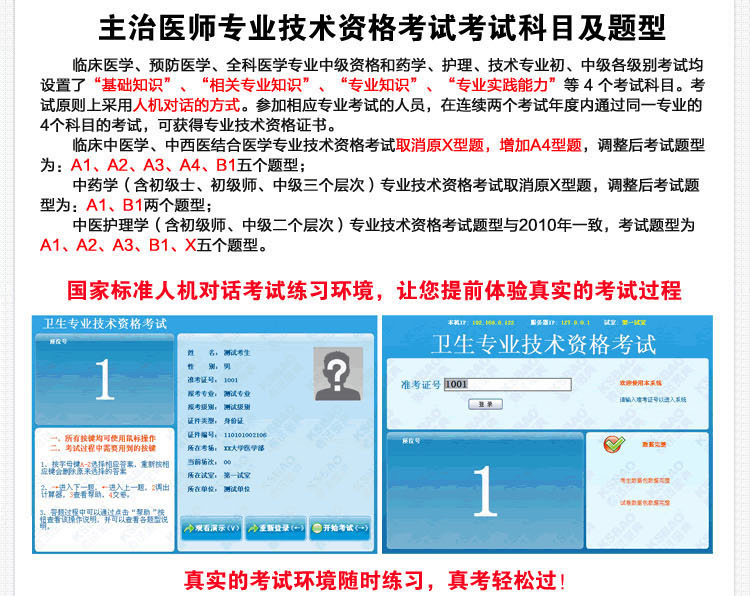 主治医师专业技术资格考试考试科目及题型
临床医学、预防医学、全科医学专业中级资格和药学、护理、技术专业初、中级各级别考试均
设置了“基础知识”、“相关专业知识”、“专业知识”、“专业实践能力”等 4 个考试科目。考
试原则上采用人机对话的方式。参加相应专业考试的人员，在连续两个考试年度内通过同一专业的
4个科目的考试，可获得专业技术资格证书。
临床中医学、中西医结合医学专业技术资格考试取消原X型题，增加A4型题，调整后考试题型
为：A1、A2、A3、A4、B1五个题型；
中药学（含初级士、初级师、中级三个层次）专业技术资格考试取消原X型题，调整后考试题
型为：A1、B1两个题型；
中医护理学（含初级师、中级二个层次）专业技术资格考试题型与2010年一致，考试题型为
A1、A2、A3、B1、X五个题型。
国家标准人机对话考试练习环境，让您提前体验真实的考试过程
卫生专业技术资格考试
座位号
1
一、所有按键均可使用鼠标操作
二、考试过程中需要用到的按键
1、按字母键A-Z选择相应答案，重新按相
应键会删除原来选择的答案
2、→进入下一题，←进入上一题，2调出
计算器，3查看帮助，4交卷。
3、答题过程中可以通过点击“帮助”按
钮查看该操作说明，并可以查看各题型说
明。
姓 名：测试考生
性 别：男
准考证号：1001
报考专业：测试专业
报考级别：测试级别
证件类型：身份证
证件编号：110101002106
所在考场：XX大学医学部
当前场次：00
所在试室：第一试室
所在单位：测试单位
观看演示(V)
重新登录(←)
开始考试(→)
本机IP：192.168.0.122 服务器IP：127.0.0.1 试室：第一试室
卫生专业技术资格考试
准考证号 1001
登录
欢迎使用本系统
请输入准考证号以进入系统
座位号
1
数据完整
考生数据包数据完整
试卷数据包数据完整
真实的考试环境随时练习，真考轻松过！